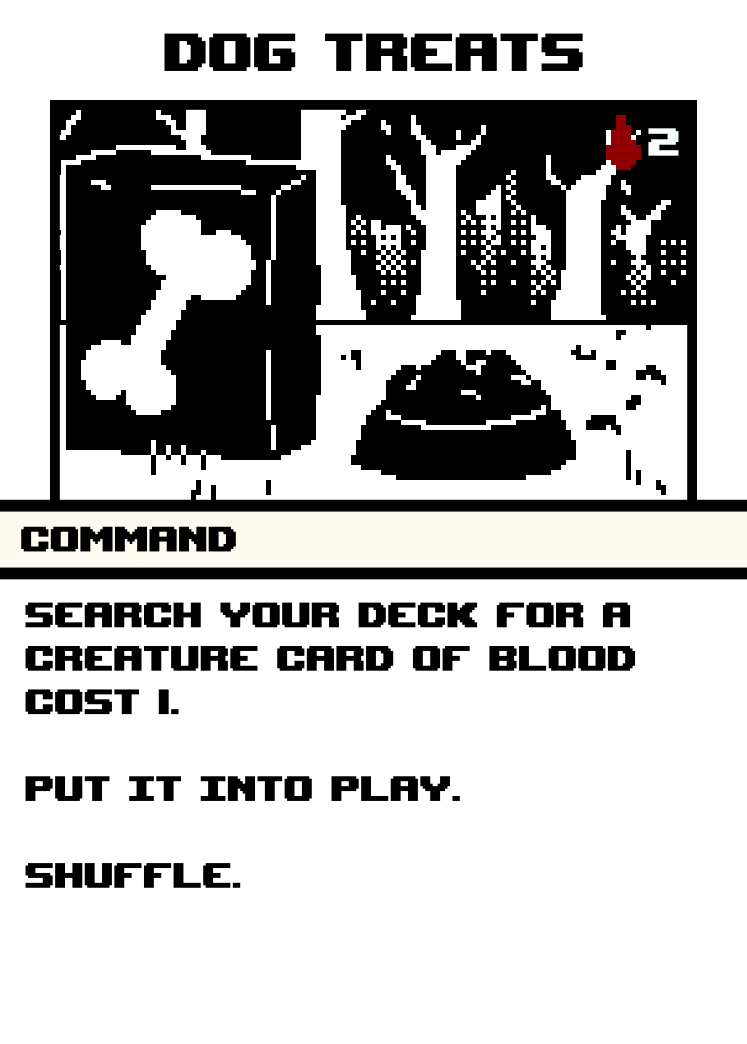 DOG TREATS
2
COMMAND
SEARCH YOUR DECK FOR A
CREATURE CARD OF BLOOD
COST 1.
PUT IT INTO PLAY.
SHUFFLE.